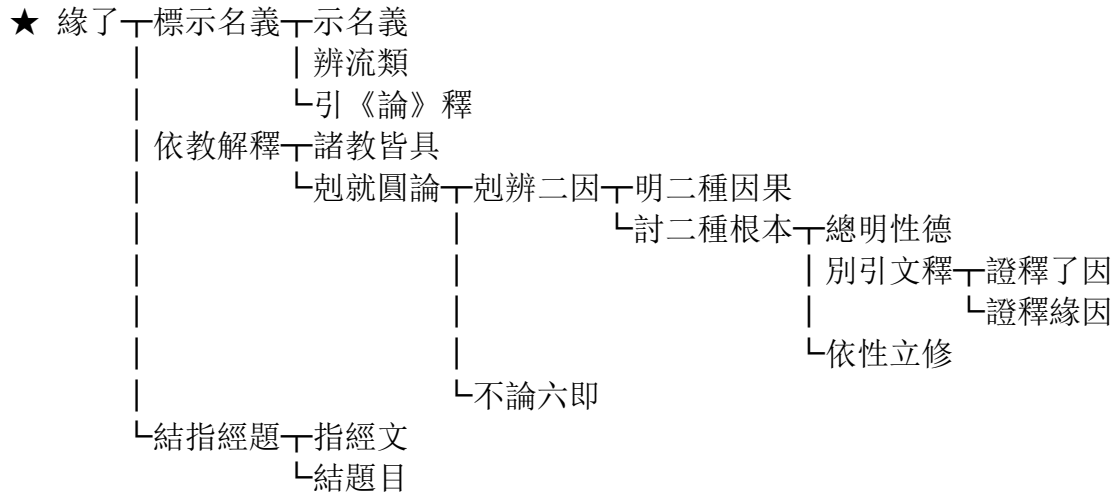 ★ 緣了┬標示名義┬示名義
│辨流類
└引《論》釋
│依教解釋┬諸教皆具
└剋就圓論┬剋辨二因┬明二種因果
└討二種根本┬總明性德
│別引文釋┬證釋了因
└證釋緣因
└依性立修
└不論六即
└結指經題┬指經文
└結題目